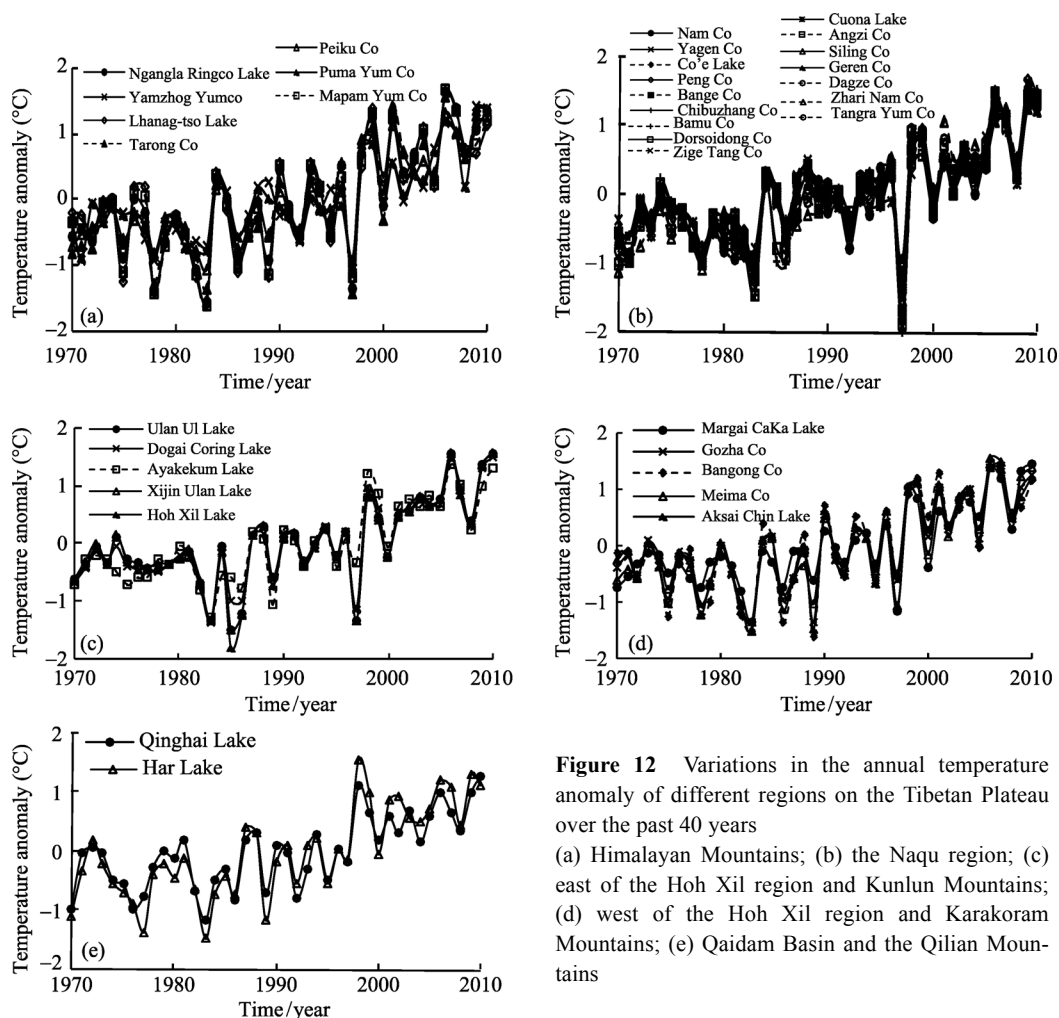 Temperature anomaly (°C)
2
1
0
−1
−2
Ngangla Ringco Lake
Yamzhog Yumco
Lhanag-tso Lake
Tarong Co
Peiku Co
Puma Yum Co
Mapam Yum Co
(a)
1970 1980 1990 2000 2010
Time/year
Temperature anomaly (°C)
2
1
0
−1
−2
Nam Co
Yagen Co
Co'e Lake
Peng Co
Bange Co
Chibuzhang Co
Bamu Co
Dorsoidong Co
Zige Tang Co
Cuona Lake
Angzi Co
Siling Co
Geren Co
Dagze Co
Zhari Nam Co
Tangra Yum Co
(b)
1970 1980 1990 2000 2010
Time/year
Temperature anomaly (°C)
2
1
0
−1
−2
Ulan Ul Lake
Dogai Coring Lake
Ayakekum Lake
Xijin Ulan Lake
Hoh Xil Lake
(c)
1970 1980 1990 2000 2010
Time/year
Temperature anomaly (°C)
2
1
0
−1
−2
Margai CaKa Lake
Gozha Co
Bangong Co
Meima Co
Aksai Chin Lake
(d)
1970 1980 1990 2000 2010
Time/year
Temperature anomaly (°C)
2
1
0
−1
−2
Qinghai Lake
Har Lake
(e)
1970 1980 1990 2000 2010
Time/year
Figure 12 Variations in the annual temperature
anomaly of different regions on the Tibetan Plateau
over the past 40 years
(a) Himalayan Mountains; (b) the Naqu region; (c)
east of the Hoh Xil region and Kunlun Mountains;
(d) west of the Hoh Xil region and Karakoram
Mountains; (e) Qaidam Basin and the Qilian Moun-
tains